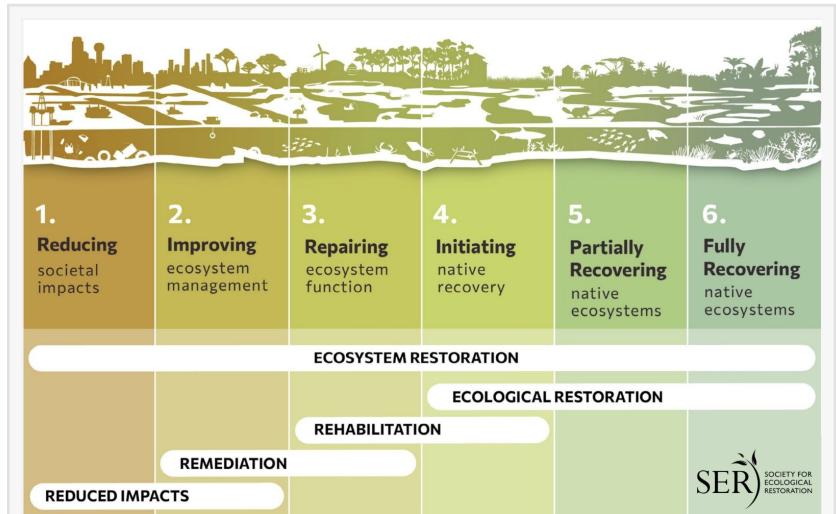 1.
Reducing
societal
impacts
2.
Improving
ecosystem
management
3.
Repairing
ecosystem
function
4.
Initiating
native
recovery
5.
Partially
Recovering
native
ecosystems
6.
Fully
Recovering
native
ecosystems
ECOSYSTEM RESTORATION
ECOLOGICAL RESTORATION
REHABILITATION
REMEDIATION
REDUCED IMPACTS
SER
SOCIETY FOR
ECOLOGICAL
RESTORATION